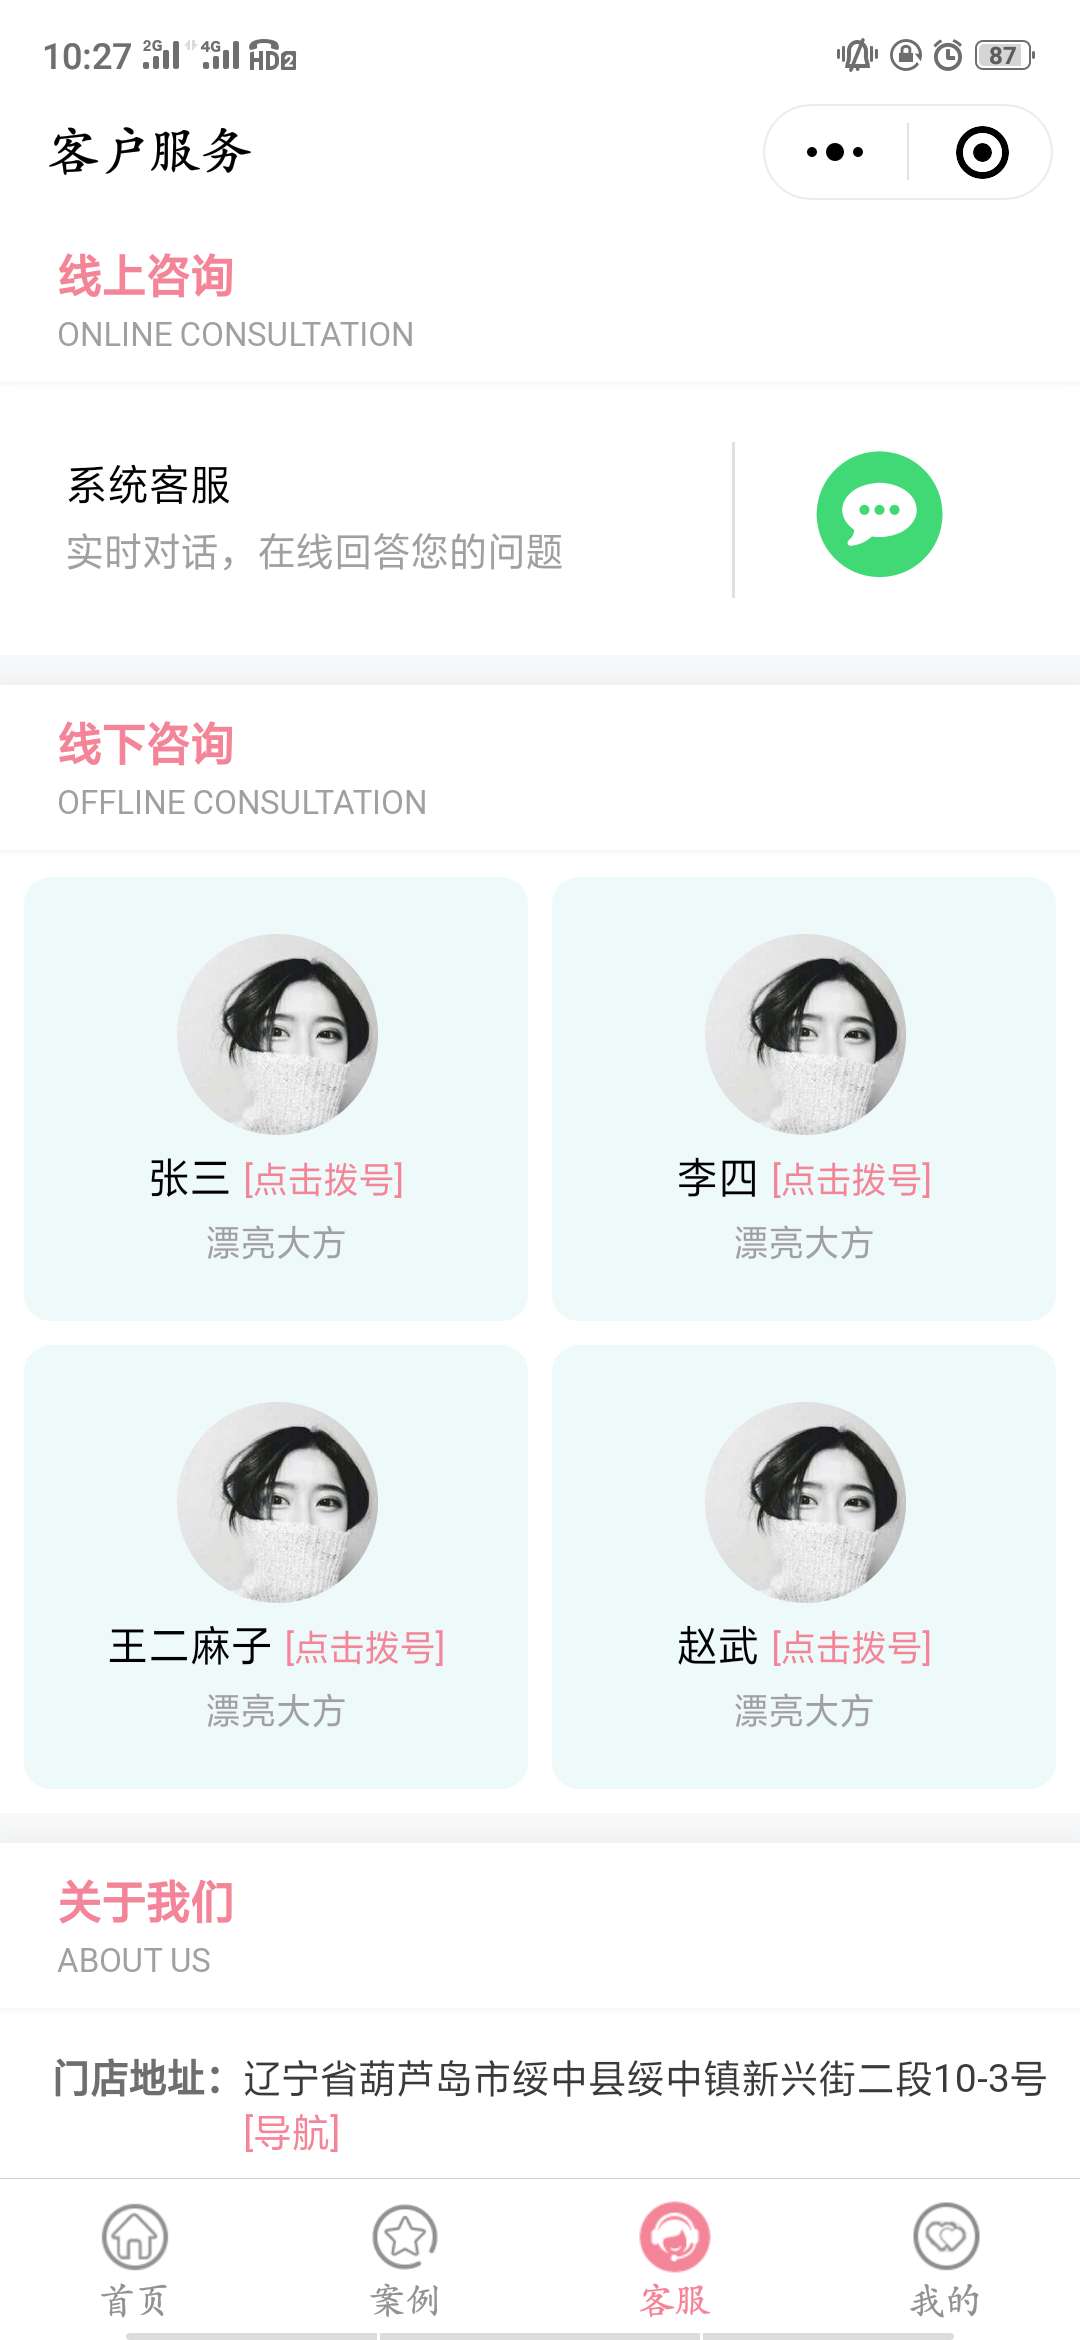 10:27 2G 4G HD2 87
客户服务
线上咨询
ONLINE CONSULTATION
系统客服
实时对话，在线回答您的问题
线下咨询
OFFLINE CONSULTATION
张三 [点击拨号]
漂亮大方
李四 [点击拨号]
漂亮大方
王二麻子 [点击拨号]
漂亮大方
赵武 [点击拨号]
漂亮大方
关于我们
ABOUT US
门店地址：辽宁省葫芦岛市绥中县绥中镇新兴街二段10-3号
[导航]
首页 案例 客服 我的